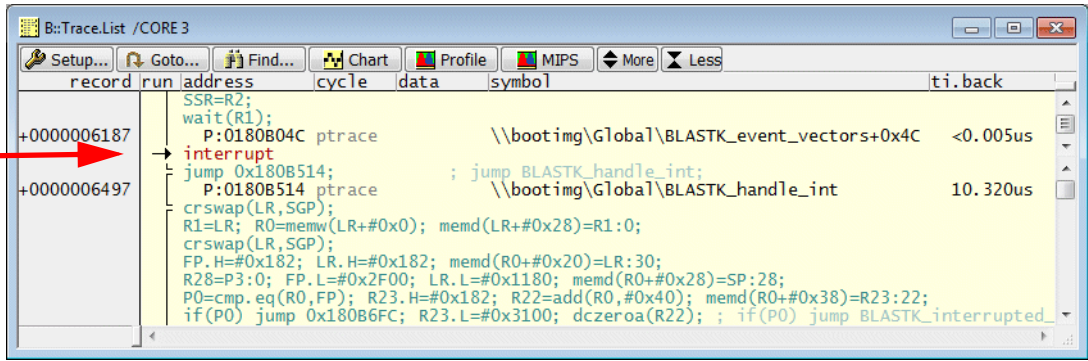 B::Trace.List /CORE 3
Setup... Goto... Find... Chart Profile MIPS More Less
record run address cycle data symbol ti.back
SSR=R2;
wait(R1);
+0000006187 P:0180B04C ptrace \\bootimg\Global\BLASTK_event_vectors+0x4C <0.005us
interrupt
jump 0x180B514; ; jump BLASTK_handle_int;
+0000006497 P:0180B514 ptrace \\bootimg\Global\BLASTK_handle_int 10.320us
crswap(LR,SGP);
R1=LR; R0=memw(LR+#0x0); memd(LR+#0x28)=R1:0;
crswap(LR,SGP);
FP.H=#0x182; LR.H=#0x182; memd(R0+#0x20)=LR:30;
R28=P3:0; FP.L=#0x2F00; LR.L=#0x1180; memd(R0+#0x28)=SP:28;
P0=cmp.eq(R0,FP); R23.H=#0x182; R22=add(R0,#0x40); memd(R0+#0x38)=R23:22;
if(P0) jump 0x180B6FC; R23.L=#0x3100; dczeroa(R22); ; if(P0) jump BLASTK_interrupted_